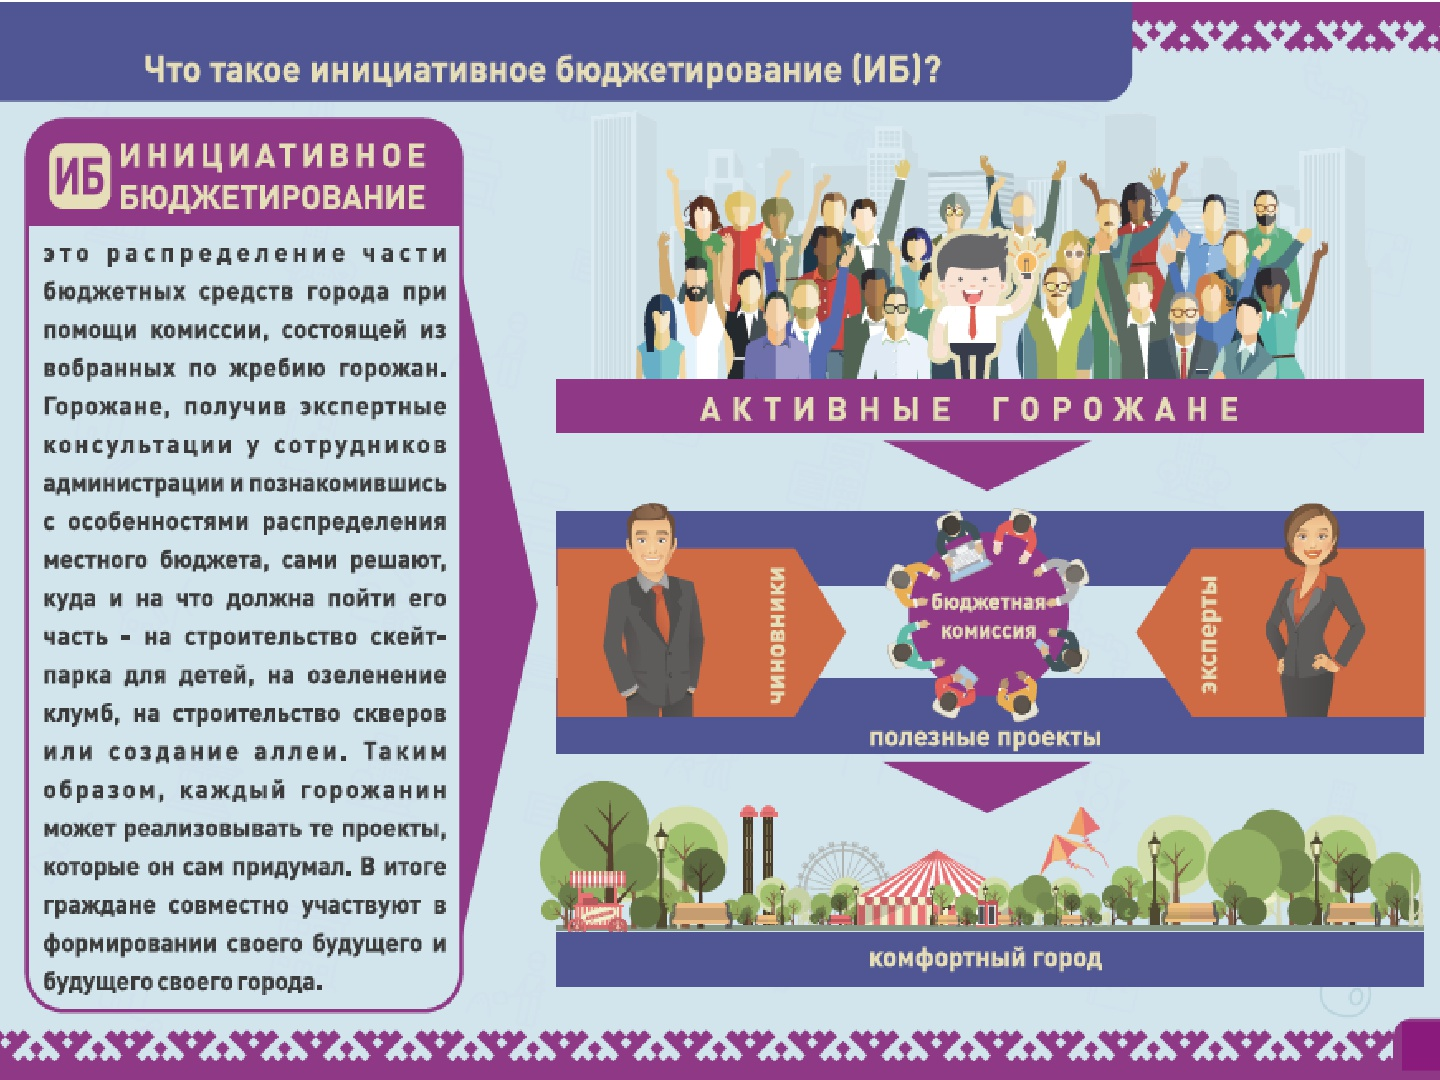 Что такое инициативное бюджетирование (ИБ)?
ИБ ИНИЦИАТИВНОЕ
БЮДЖЕТИРОВАНИЕ
это распределение части
бюджетных средств города при
помощи комиссии, состоящей из
вобранных по жребию горожан.
Горожане, получив экспертные
консультации у сотрудников
администрации и познакомившись
с особенностями распределения
местного бюджета, сами решают,
куда и на что должна пойти его
часть - на строительство скейт-
парка для детей, на озеленение
клумб, на строительство скверов
или создание аллеи. Таким
образом, каждый горожанин
может реализовывать те проекты,
которые он сам придумал. В итоге
граждане совместно участвуют в
формировании своего будущего и
будущего своего города.
АКТИВНЫЕ ГОРОЖАНЕ
чиновники
бюджетная
комиссия
эксперты
полезные проекты
комфортный город